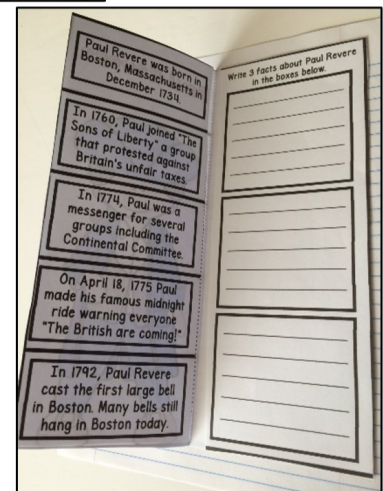 Paul Revere was born in
Boston, Massachusetts in
December 1734.
In 1760, Paul joined "The
Sons of Liberty" a group
that protested against
Britain's unfair taxes.
In 1774, Paul was a
messenger for several
groups including the
Continental Committee.
On April 18, 1775 Paul
made his famous midnight
ride warning everyone
"The British are coming!"
In 1792, Paul Revere
cast the first large bell
in Boston. Many bells still
hang in Boston today.
Write 3 facts about Paul Revere
in the boxes below.